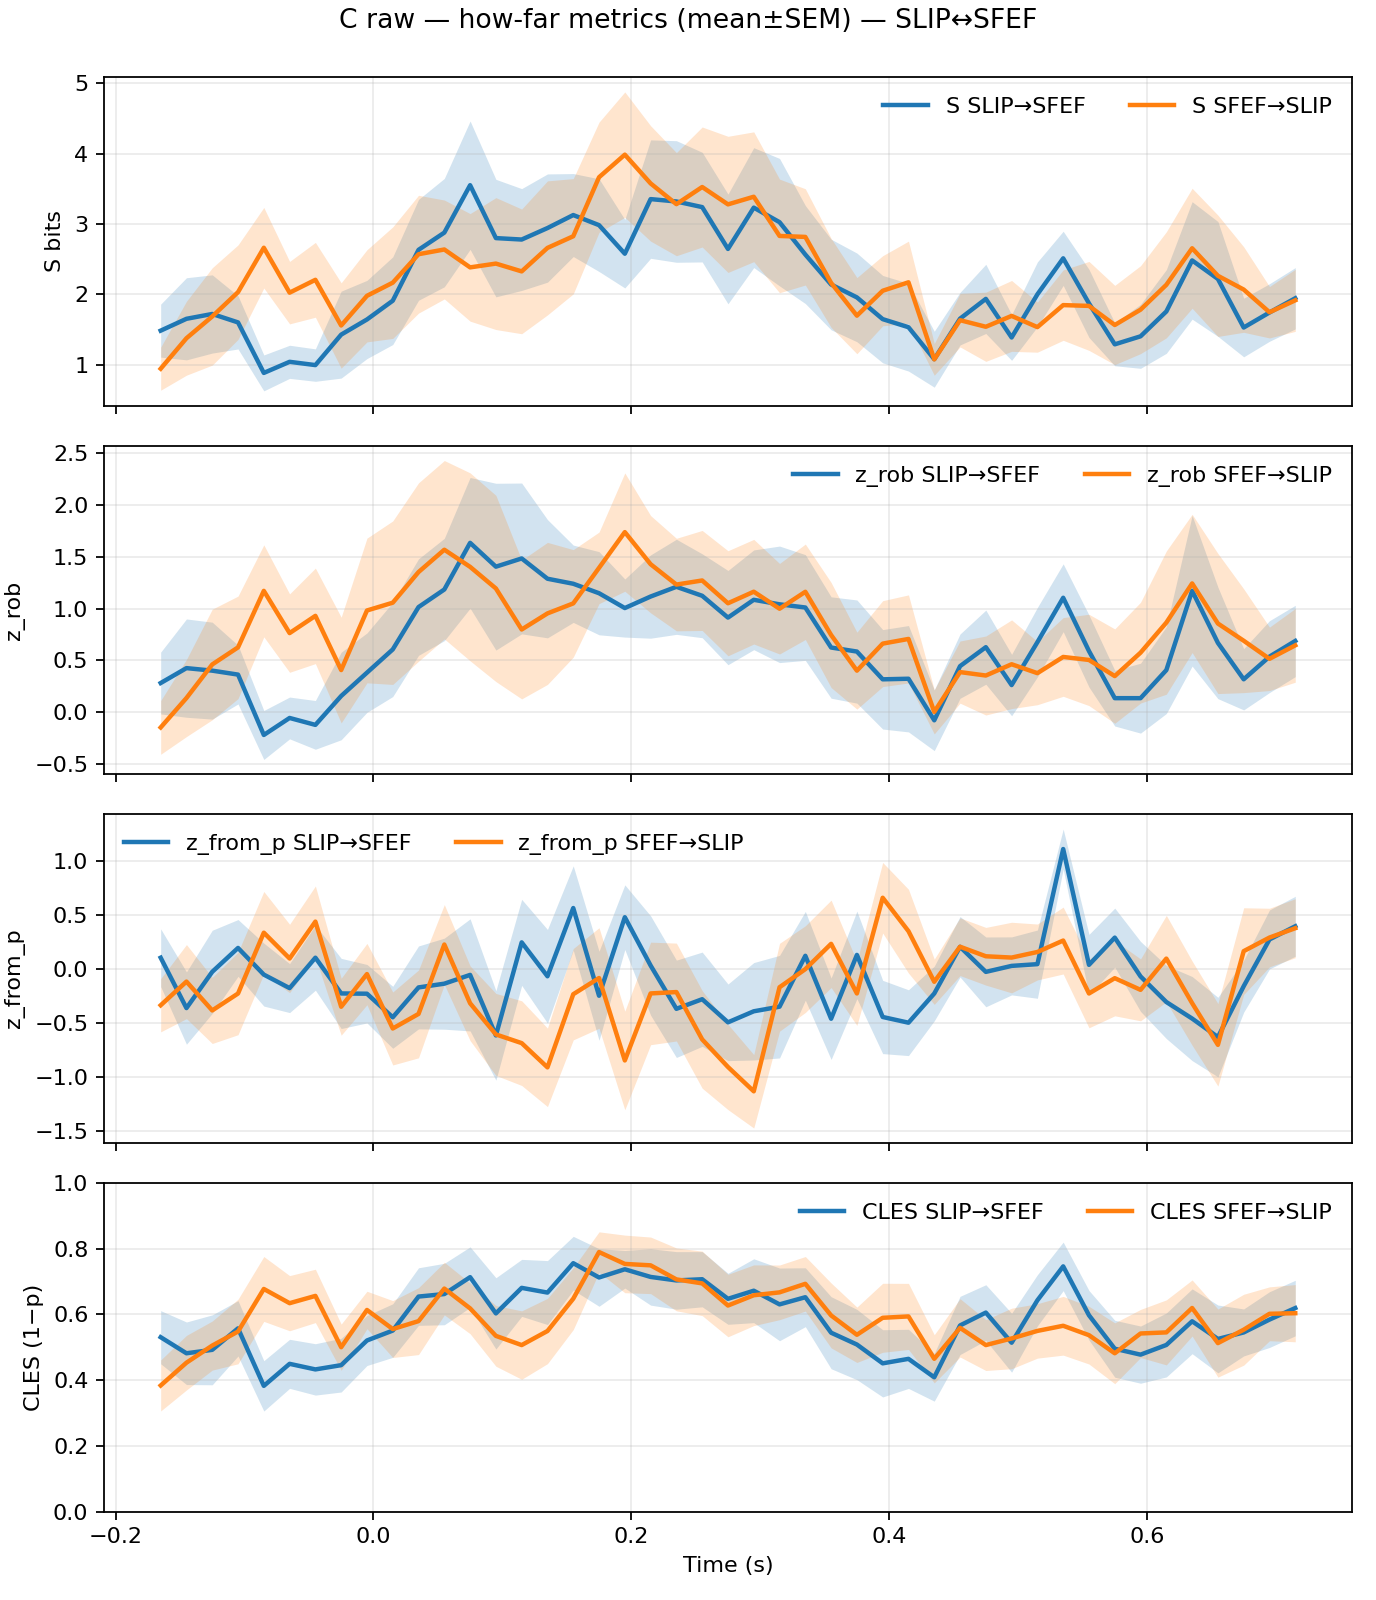 C raw — how-far metrics (mean±SEM) — SLIP↔SFEF
S SLIP→SFEF S SFEF→SLIP
5
4
3
2
1
S bits
z_rob SLIP→SFEF z_rob SFEF→SLIP
2.5
2.0
1.5
1.0
0.5
0.0
−0.5
z_rob
z_from_p SLIP→SFEF z_from_p SFEF→SLIP
1.0
0.5
0.0
−0.5
−1.0
−1.5
z_from_p
CLES SLIP→SFEF CLES SFEF→SLIP
1.0
0.8
0.6
0.4
0.2
0.0
CLES (1−p)
−0.2 0.0 0.2 0.4 0.6
Time (s)